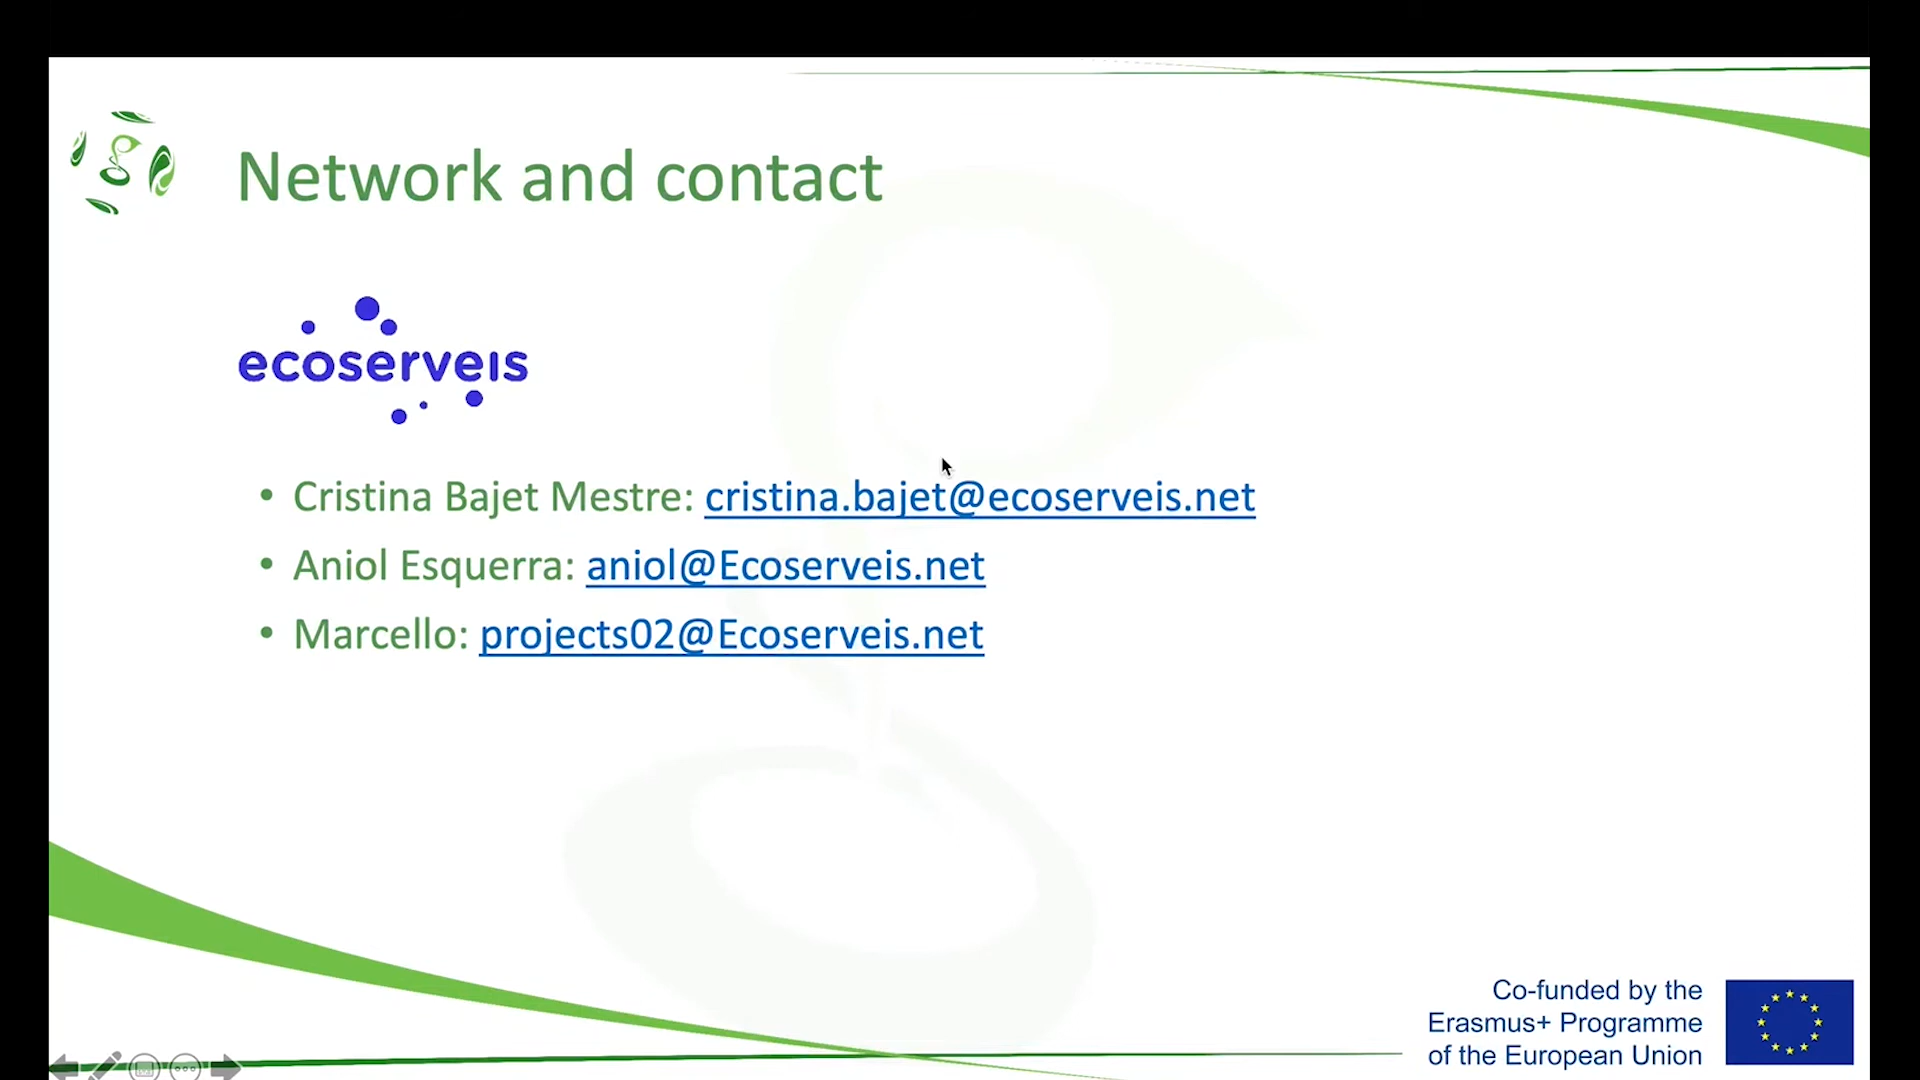 Network and contact
ecoserveis
• Cristina Bajet Mestre: cristina.bajet@ecoserveis.net
• Aniol Esquerra: aniol@Ecoserveis.net
• Marcello: projects02@Ecoserveis.net
Co-funded by the
Erasmus+ Programme
of the European Union